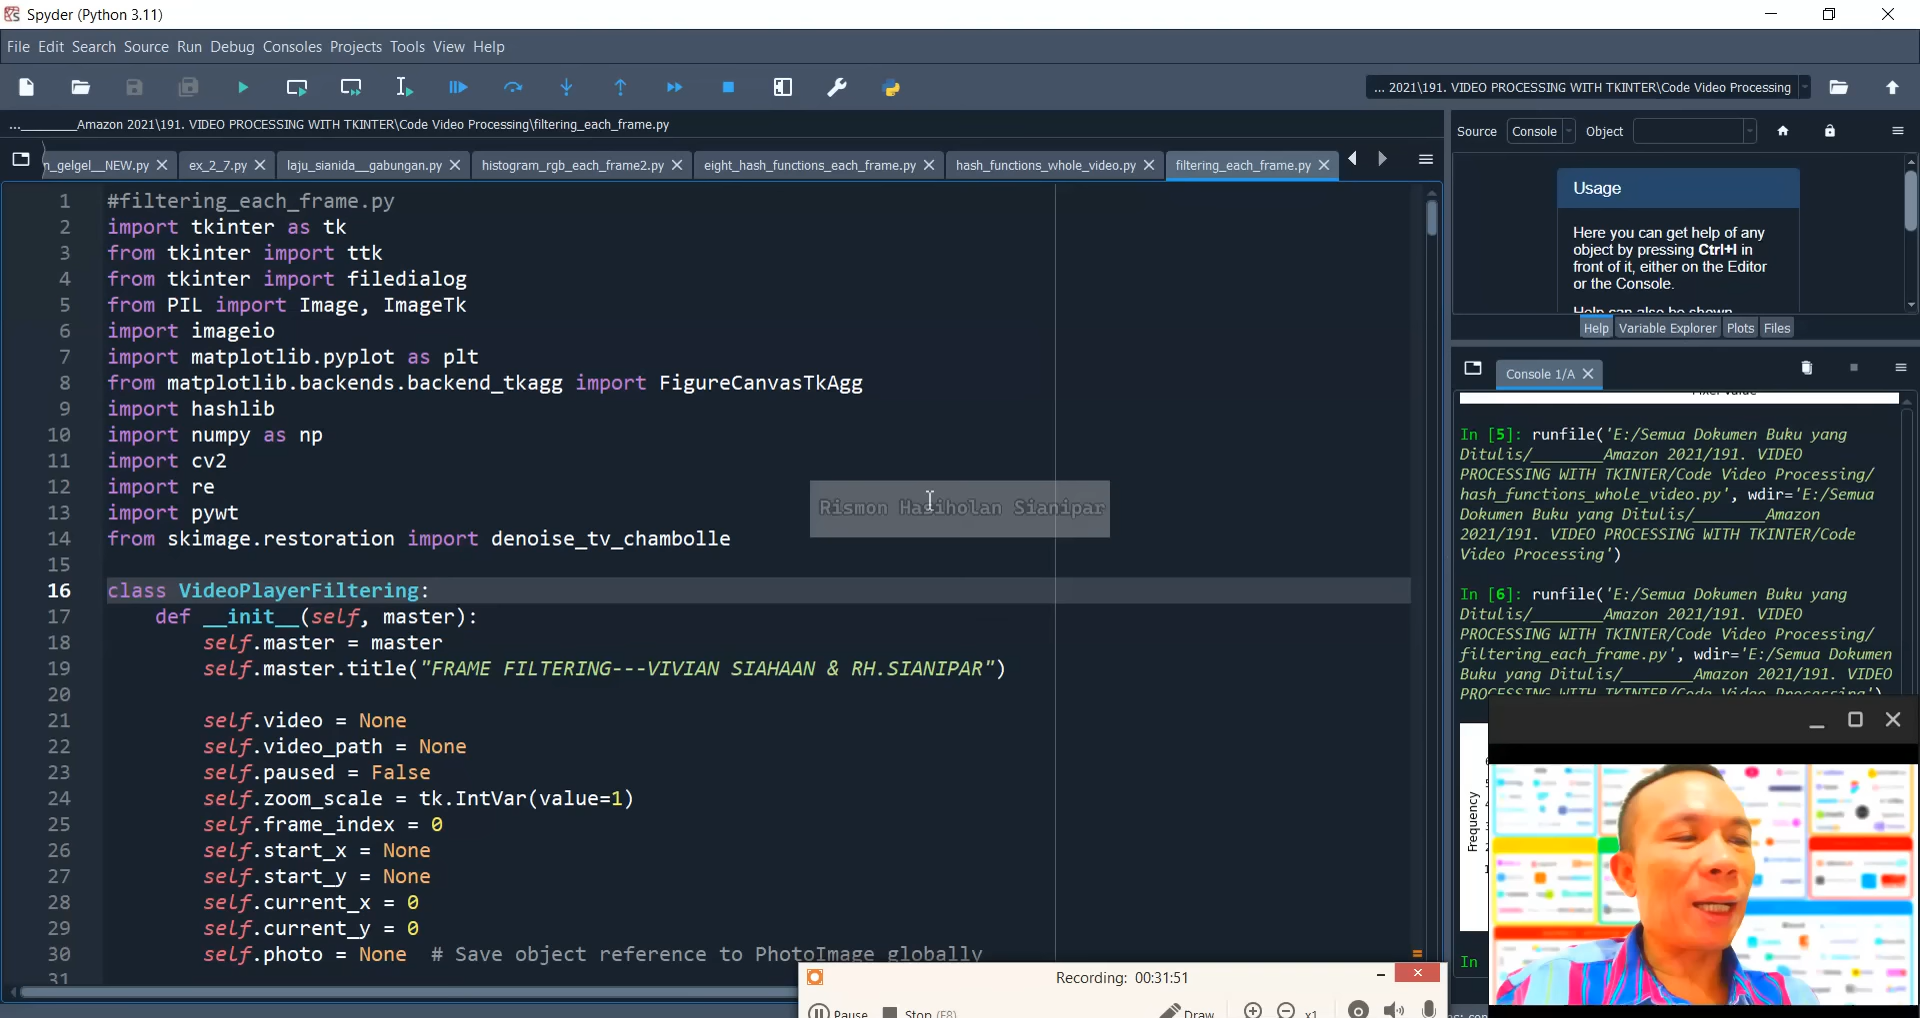 Spyder (Python 3.11)
File Edit Search Source Run Debug Consoles Projects Tools View Help
... 2021\191. VIDEO PROCESSING WITH TKINTER\Code Video Processing
...________Amazon 2021\191. VIDEO PROCESSING WITH TKINTER\Code Video Processing\filtering_each_frame.py
n_gelgel__NEW.py ex_2_7.py laju_sianida__gabungan.py histogram_rgb_each_frame2.py eight_hash_functions_each_frame.py hash_functions_whole_video.py filtering_each_frame.py
1 #filtering_each_frame.py
2 import tkinter as tk
3 from tkinter import ttk
4 from tkinter import filedialog
5 from PIL import Image, ImageTk
6 import imageio
7 import matplotlib.pyplot as plt
8 from matplotlib.backends.backend_tkagg import FigureCanvasTkAgg
9 import hashlib
10 import numpy as np
11 import cv2
12 import re
13 import pywt
14 from skimage.restoration import denoise_tv_chambolle
15
16 class VideoPlayerFiltering:
17 def __init__(self, master):
18 self.master = master
19 self.master.title("FRAME FILTERING---VIVIAN SIAHAAN & RH.SIANIPAR")
20
21 self.video = None
22 self.video_path = None
23 self.paused = False
24 self.zoom_scale = tk.IntVar(value=1)
25 self.frame_index = 0
26 self.start_x = None
27 self.start_y = None
28 self.current_x = 0
29 self.current_y = 0
30 self.photo = None # Save object reference to PhotoImage globally
31
Rismon Hasiholan Sianipar
Source Console Object
Usage
Here you can get help of any
object by pressing Ctrl+I in
front of it, either on the Editor
or the Console.
Help can also be shown
Help Variable Explorer Plots Files
Console 1/A
In [5]: runfile('E:/Semua Dokumen Buku yang
Ditulis/________Amazon 2021/191. VIDEO
PROCESSING WITH TKINTER/Code Video Processing/
hash_functions_whole_video.py', wdir='E:/Semua
Dokumen Buku yang Ditulis/________Amazon
2021/191. VIDEO PROCESSING WITH TKINTER/Code
Video Processing')
In [6]: runfile('E:/Semua Dokumen Buku yang
Ditulis/________Amazon 2021/191. VIDEO
PROCESSING WITH TKINTER/Code Video Processing/
filtering_each_frame.py', wdir='E:/Semua Dokumen
Buku yang Ditulis/________Amazon 2021/191. VIDEO
PROCESSING WITH TKINTER/Code Video Processing')
Frequency
In
Recording: 00:31:51
Pause Stop (F8) Draw x1